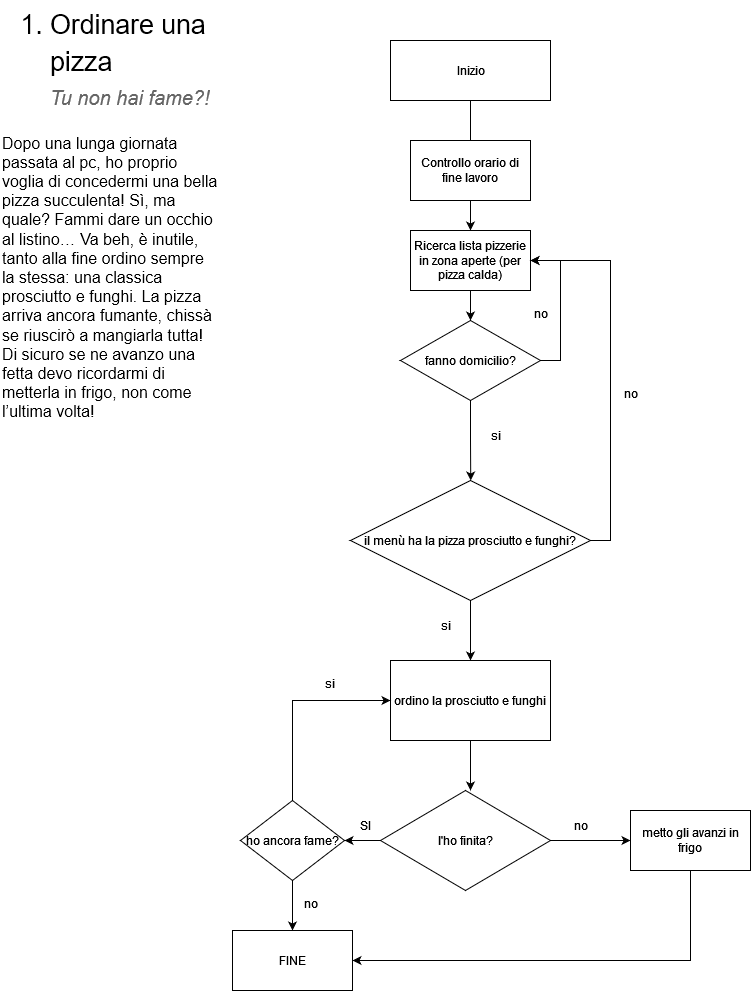 1. Ordinare una
pizza
Tu non hai fame?!
Dopo una lunga giornata
passata al pc, ho proprio
voglia di concedermi una bella
pizza succulenta! Sì, ma
quale? Fammi dare un occhio
al listino… Va beh, è inutile,
tanto alla fine ordino sempre
la stessa: una classica
prosciutto e funghi. La pizza
arriva ancora fumante, chissà
se riuscirò a mangiarla tutta!
Di sicuro se ne avanzo una
fetta devo ricordarmi di
metterla in frigo, non come
l’ultima volta!
Inizio
Controllo orario di
fine lavoro
Ricerca lista pizzerie
in zona aperte (per
pizza calda)
no
fanno domicilio?
no
si
il menù ha la pizza prosciutto e funghi?
si
si
ordino la prosciutto e funghi
ho ancora fame?
SI
l'ho finita?
no
metto gli avanzi in
frigo
no
FINE